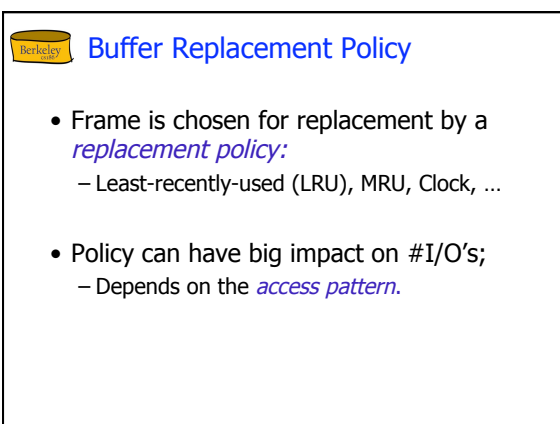 Berkeley
cs186
Buffer Replacement Policy
• Frame is chosen for replacement by a
replacement policy:
– Least-recently-used (LRU), MRU, Clock, …
• Policy can have big impact on #I/O's;
– Depends on the access pattern.